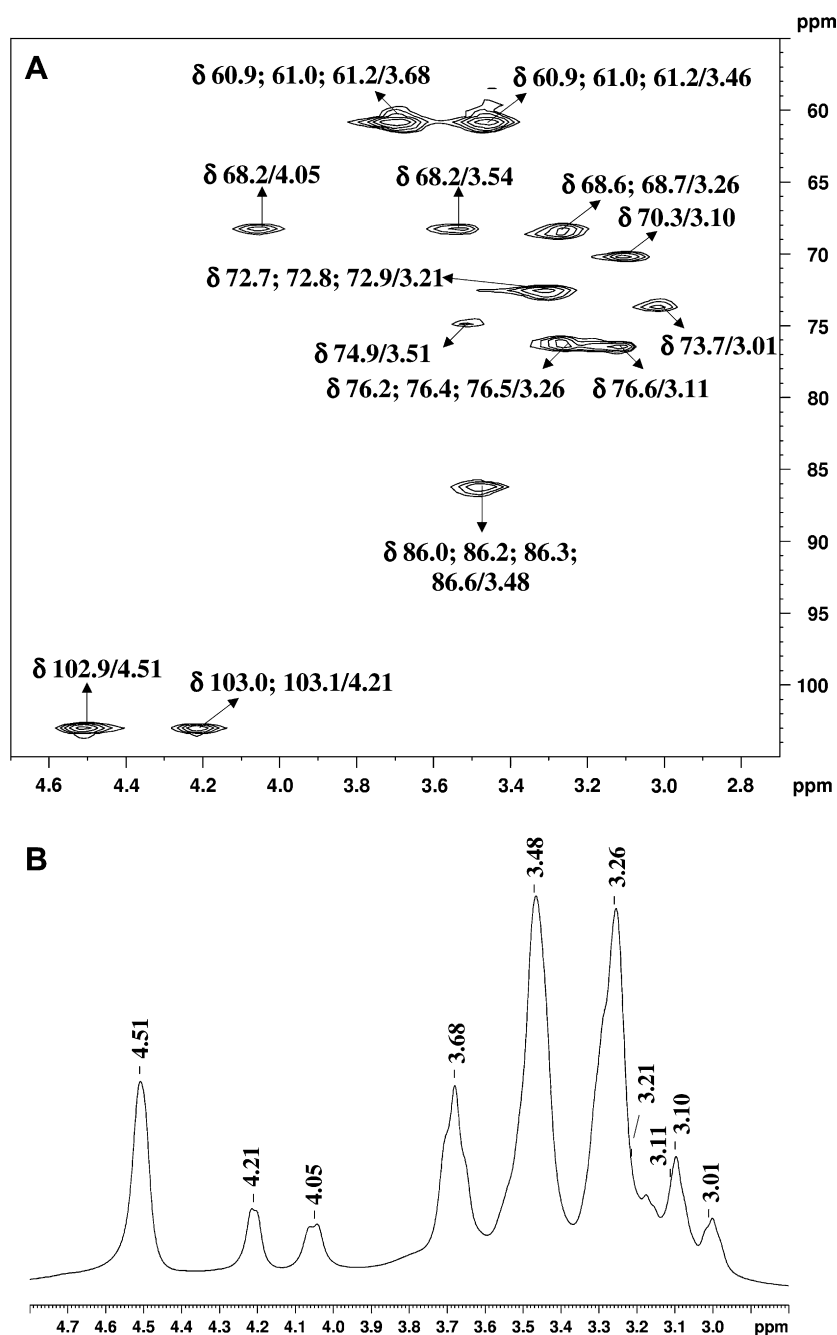 ppm
A
δ 60.9; 61.0; 61.2/3.68
δ 60.9; 61.0; 61.2/3.46
60
δ 68.2/4.05
δ 68.2/3.54
δ 68.6; 68.7/3.26
65
δ 70.3/3.10
70
δ 72.7; 72.8; 72.9/3.21
75
δ 74.9/3.51
δ 73.7/3.01
δ 76.2; 76.4; 76.5/3.26
δ 76.6/3.11
80
85
δ 86.0; 86.2; 86.3;
86.6/3.48
90
95
δ 102.9/4.51
δ 103.0; 103.1/4.21
100
4.6 4.4 4.2 4.0 3.8 3.6 3.4 3.2 3.0 2.8 ppm
B
4.51
4.21
4.05
3.68
3.48
3.26
3.21
3.11
3.10
3.01
4.7 4.6 4.5 4.4 4.3 4.2 4.1 4.0 3.9 3.8 3.7 3.6 3.5 3.4 3.3 3.2 3.1 3.0 ppm